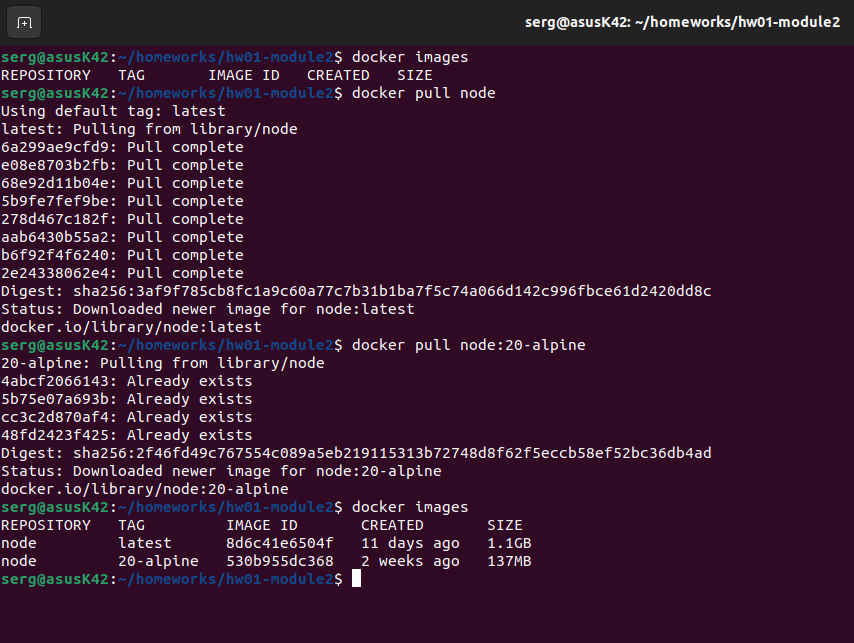 serg@asusK42: ~/homeworks/hw01-module2
serg@asusK42:~/homeworks/hw01-module2$ docker images
REPOSITORY   TAG       IMAGE ID   CREATED   SIZE
serg@asusK42:~/homeworks/hw01-module2$ docker pull node
Using default tag: latest
latest: Pulling from library/node
6a299ae9cfd9: Pull complete
e08e8703b2fb: Pull complete
68e92d11b04e: Pull complete
5b9fe7fef9be: Pull complete
278d467c182f: Pull complete
aab6430b55a2: Pull complete
b6f92f4f6240: Pull complete
2e24338062e4: Pull complete
Digest: sha256:3af9f785cb8fc1a9c60a77c7b31b1ba7f5c74a066d142c996fbce61d2420dd8c
Status: Downloaded newer image for node:latest
docker.io/library/node:latest
serg@asusK42:~/homeworks/hw01-module2$ docker pull node:20-alpine
20-alpine: Pulling from library/node
4abcf2066143: Already exists
5b75e07a693b: Already exists
cc3c2d870af4: Already exists
48fd2423f425: Already exists
Digest: sha256:2f46fd49c767554c089a5eb219115313b72748d8f62f5eccb58ef52bc36db4ad
Status: Downloaded newer image for node:20-alpine
docker.io/library/node:20-alpine
serg@asusK42:~/homeworks/hw01-module2$ docker images
REPOSITORY   TAG         IMAGE ID       CREATED       SIZE
node         latest      8d6c41e6504f   11 days ago   1.1GB
node         20-alpine   530b955dc368   2 weeks ago   137MB
serg@asusK42:~/homeworks/hw01-module2$